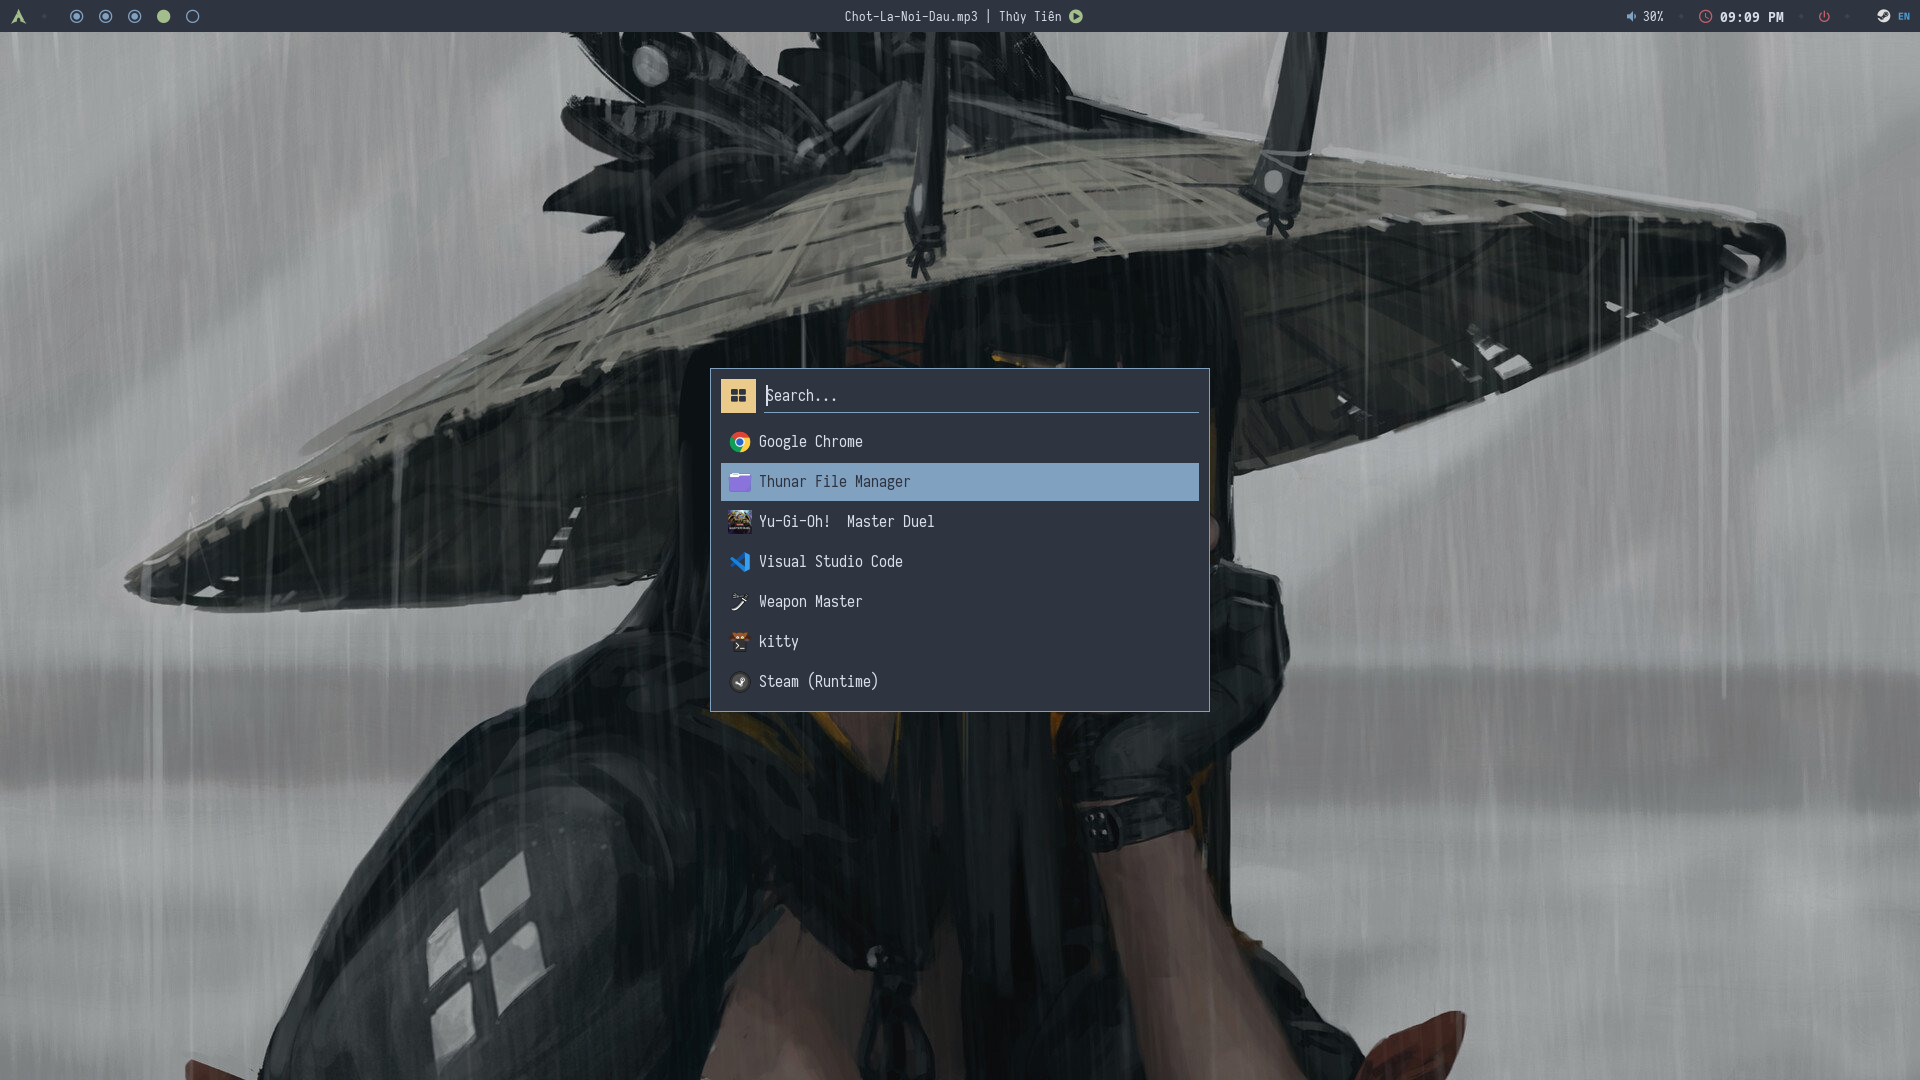 Chot-La-Noi-Dau.mp3 | Thủy Tiên
30%
09:09 PM
EN
Search...
Google Chrome
Thunar File Manager
Yu-Gi-Oh!  Master Duel
Visual Studio Code
Weapon Master
kitty
Steam (Runtime)